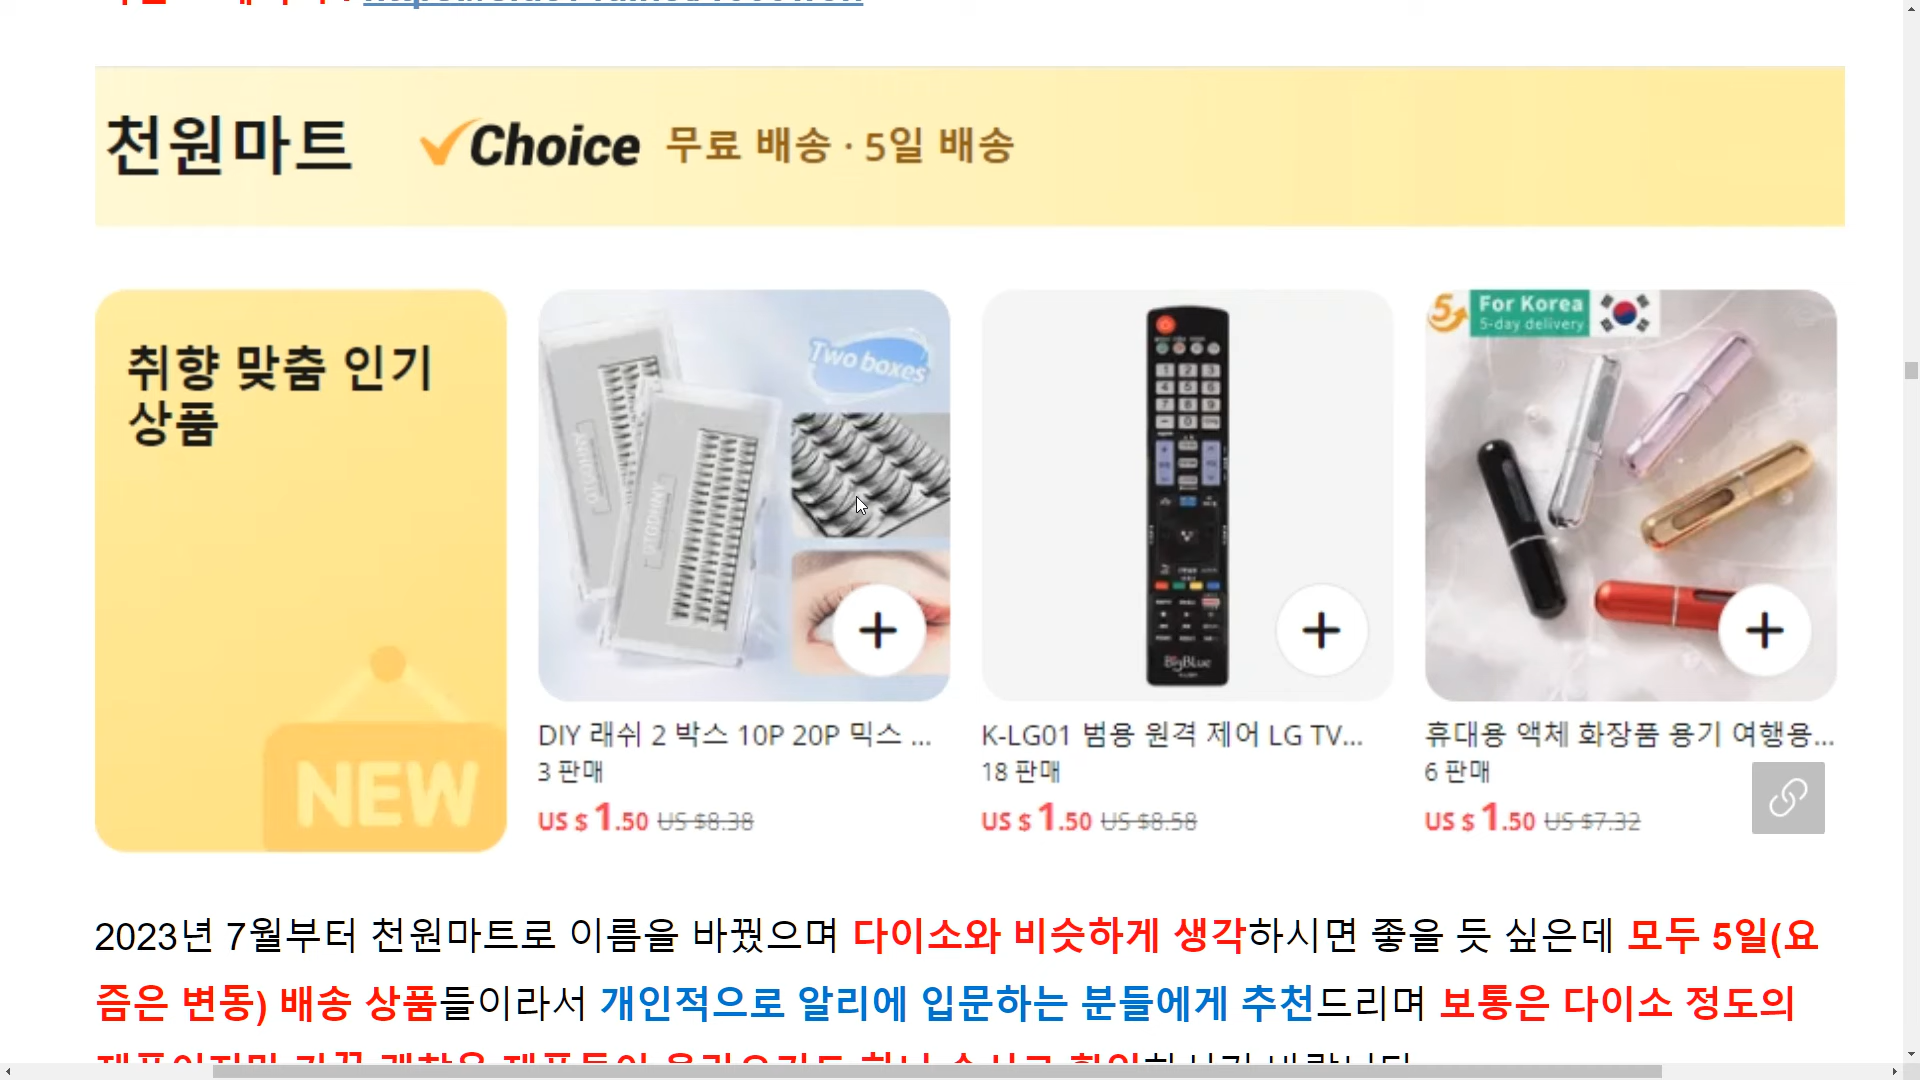 천원마트 Choice 무료 배송 · 5일 배송
취향 맞춤 인기
상품
NEW
Two boxes
For Korea
5-day delivery
BigBLue
DIY 래쉬 2 박스 10P 20P 믹스 ...
3 판매
US $1.50 US $8.38
K-LG01 범용 원격 제어 LG TV...
18 판매
US $1.50 US $8.58
휴대용 액체 화장품 용기 여행용...
6 판매
US $1.50 US $7.32
2023년 7월부터 천원마트로 이름을 바꿨으며 다이소와 비슷하게 생각하시면 좋을 듯 싶은데 모두 5일(요
즘은 변동) 배송 상품들이라서 개인적으로 알리에 입문하는 분들에게 추천드리며 보통은 다이소 정도의